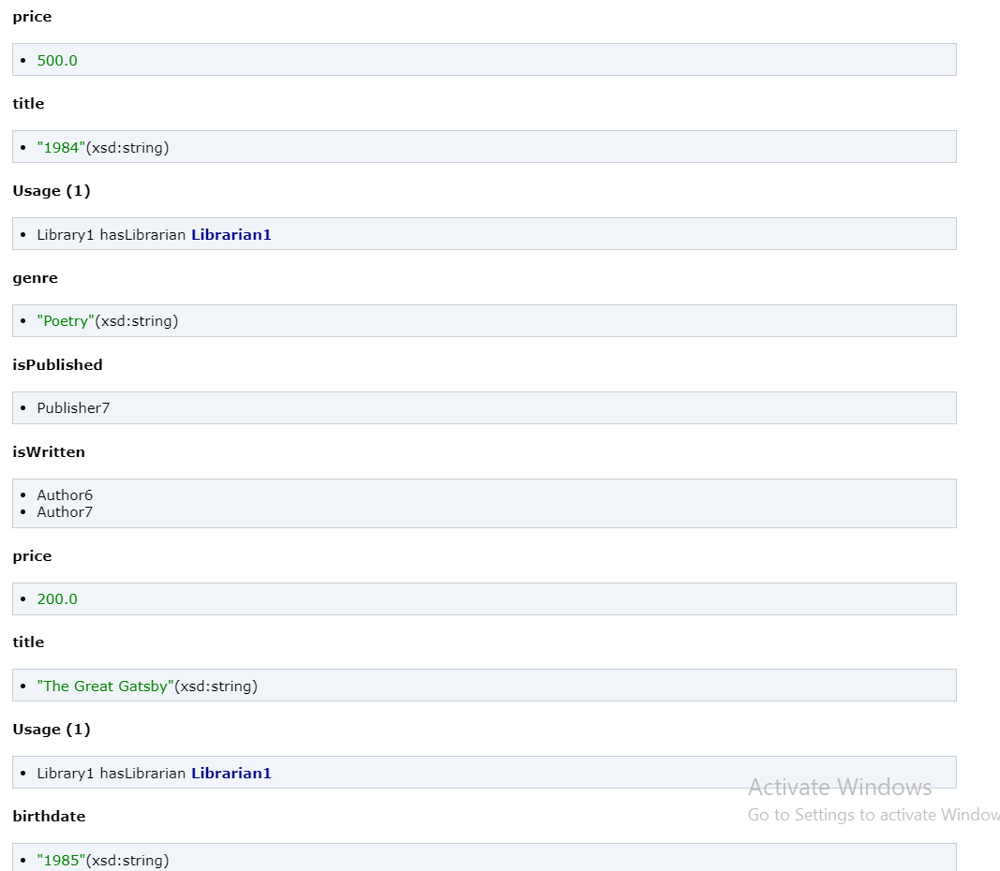 price
• 500.0
title
• "1984"(xsd:string)
Usage (1)
• Library1 hasLibrarian Librarian1
genre
• "Poetry"(xsd:string)
isPublished
• Publisher7
isWritten
• Author6
• Author7
price
• 200.0
title
• "The Great Gatsby"(xsd:string)
Usage (1)
• Library1 hasLibrarian Librarian1
birthdate
• "1985"(xsd:string)
Activate Windows
Go to Settings to activate Window